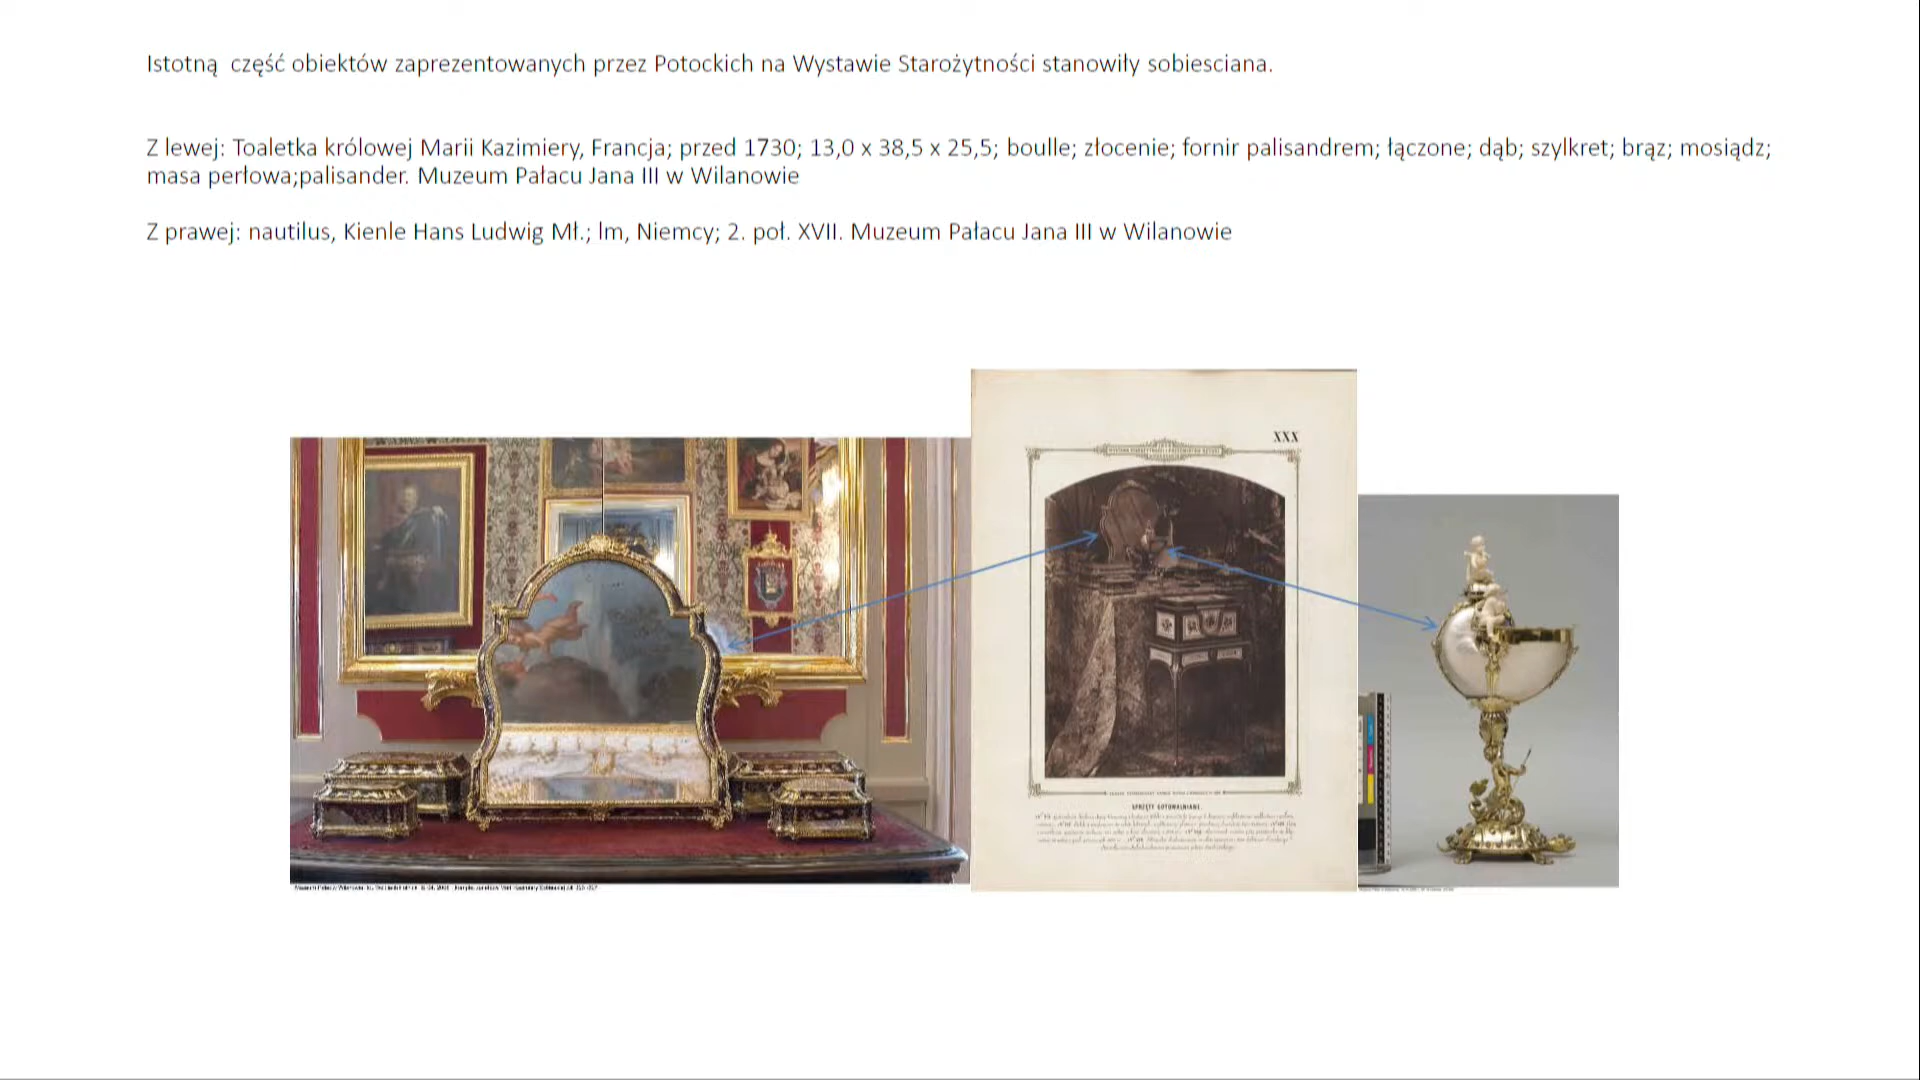 Istotną  część obiektów zaprezentowanych przez Potockich na Wystawie Starożytności stanowiły sobiesciana.
Z lewej: Toaletka królowej Marii Kazimiery, Francja; przed 1730; 13,0 x 38,5 x 25,5; boulle; złocenie; fornir palisandrem; łączone; dąb; szylkret; brąz; mosiądz;
masa perłowa;palisander. Muzeum Pałacu Jana III w Wilanowie
Z prawej: nautilus, Kienle Hans Ludwig Mł.; lm, Niemcy; 2. poł. XVII. Muzeum Pałacu Jana III w Wilanowie
XXX
SPRZĘTY GOTOWALNIANE.